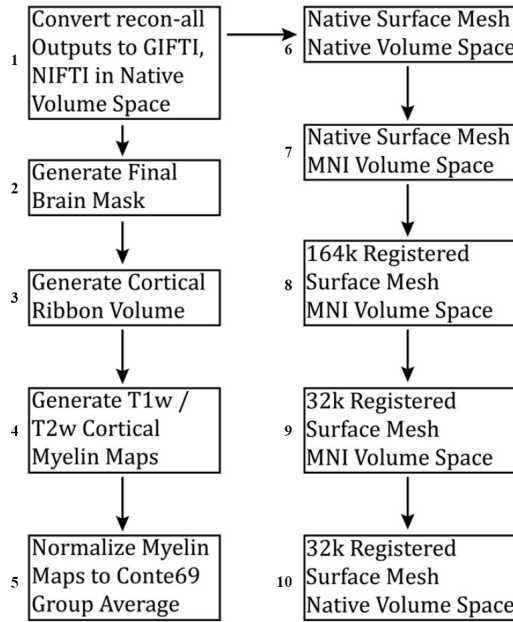 1
Convert recon-all
Outputs to GIFTI,
NIFTI in Native
Volume Space
2
Generate Final
Brain Mask
3
Generate Cortical
Ribbon Volume
4
Generate T1w /
T2w Cortical
Myelin Maps
5
Normalize Myelin
Maps to Conte69
Group Average
6
Native Surface Mesh
Native Volume Space
7
Native Surface Mesh
MNI Volume Space
8
164k Registered
Surface Mesh
MNI Volume Space
9
32k Registered
Surface Mesh
MNI Volume Space
10
32k Registered
Surface Mesh
Native Volume Space